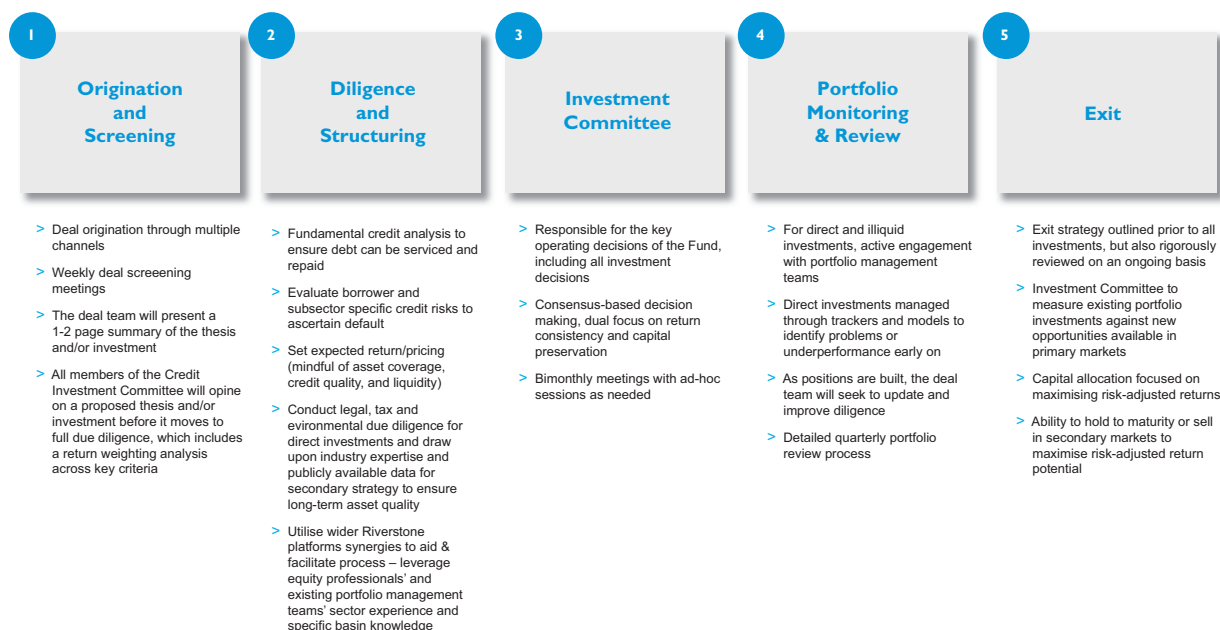 1
Origination
and
Screening
> Deal origination through multiple
channels
> Weekly deal screeening
meetings
> The deal team will present a
1-2 page summary of the thesis
and/or investment
> All members of the Credit
Investment Committee will opine
on a proposed thesis and/or
investment before it moves to
full due diligence, which includes
a return weighting analysis
across key criteria
2
Diligence
and
Structuring
> Fundamental credit analysis to
ensure debt can be serviced and
repaid
> Evaluate borrower and
subsector specific credit risks to
ascertain default
> Set expected return/pricing
(mindful of asset coverage,
credit quality, and liquidity)
> Conduct legal, tax and
evironmental due diligence for
direct investments and draw
upon industry expertise and
publicly available data for
secondary strategy to ensure
long-term asset quality
> Utilise wider Riverstone
platforms synergies to aid &
facilitate process – leverage
equity professionals’ and
existing portfolio management
teams’ sector experience and
specific basin knowledge
3
Investment
Committee
> Responsible for the key
operating decisions of the Fund,
including all investment
decisions
> Consensus-based decision
making, dual focus on return
consistency and capital
preservation
> Bimonthly meetings with ad-hoc
sessions as needed
4
Portfolio
Monitoring
& Review
> For direct and illiquid
investments, active engagement
with portfolio management
teams
> Direct investments managed
through trackers and models to
identify problems or
underperformance early on
> As positions are built, the deal
team will seek to update and
improve diligence
> Detailed quarterly portfolio
review process
5
Exit
> Exit strategy outlined prior to all
investments, but also rigorously
reviewed on an ongoing basis
> Investment Committee to
measure existing portfolio
investments against new
opportunities available in
primary markets
> Capital allocation focused on
maximising risk-adjusted returns
> Ability to hold to maturity or sell
in secondary markets to
maximise risk-adjusted return
potential